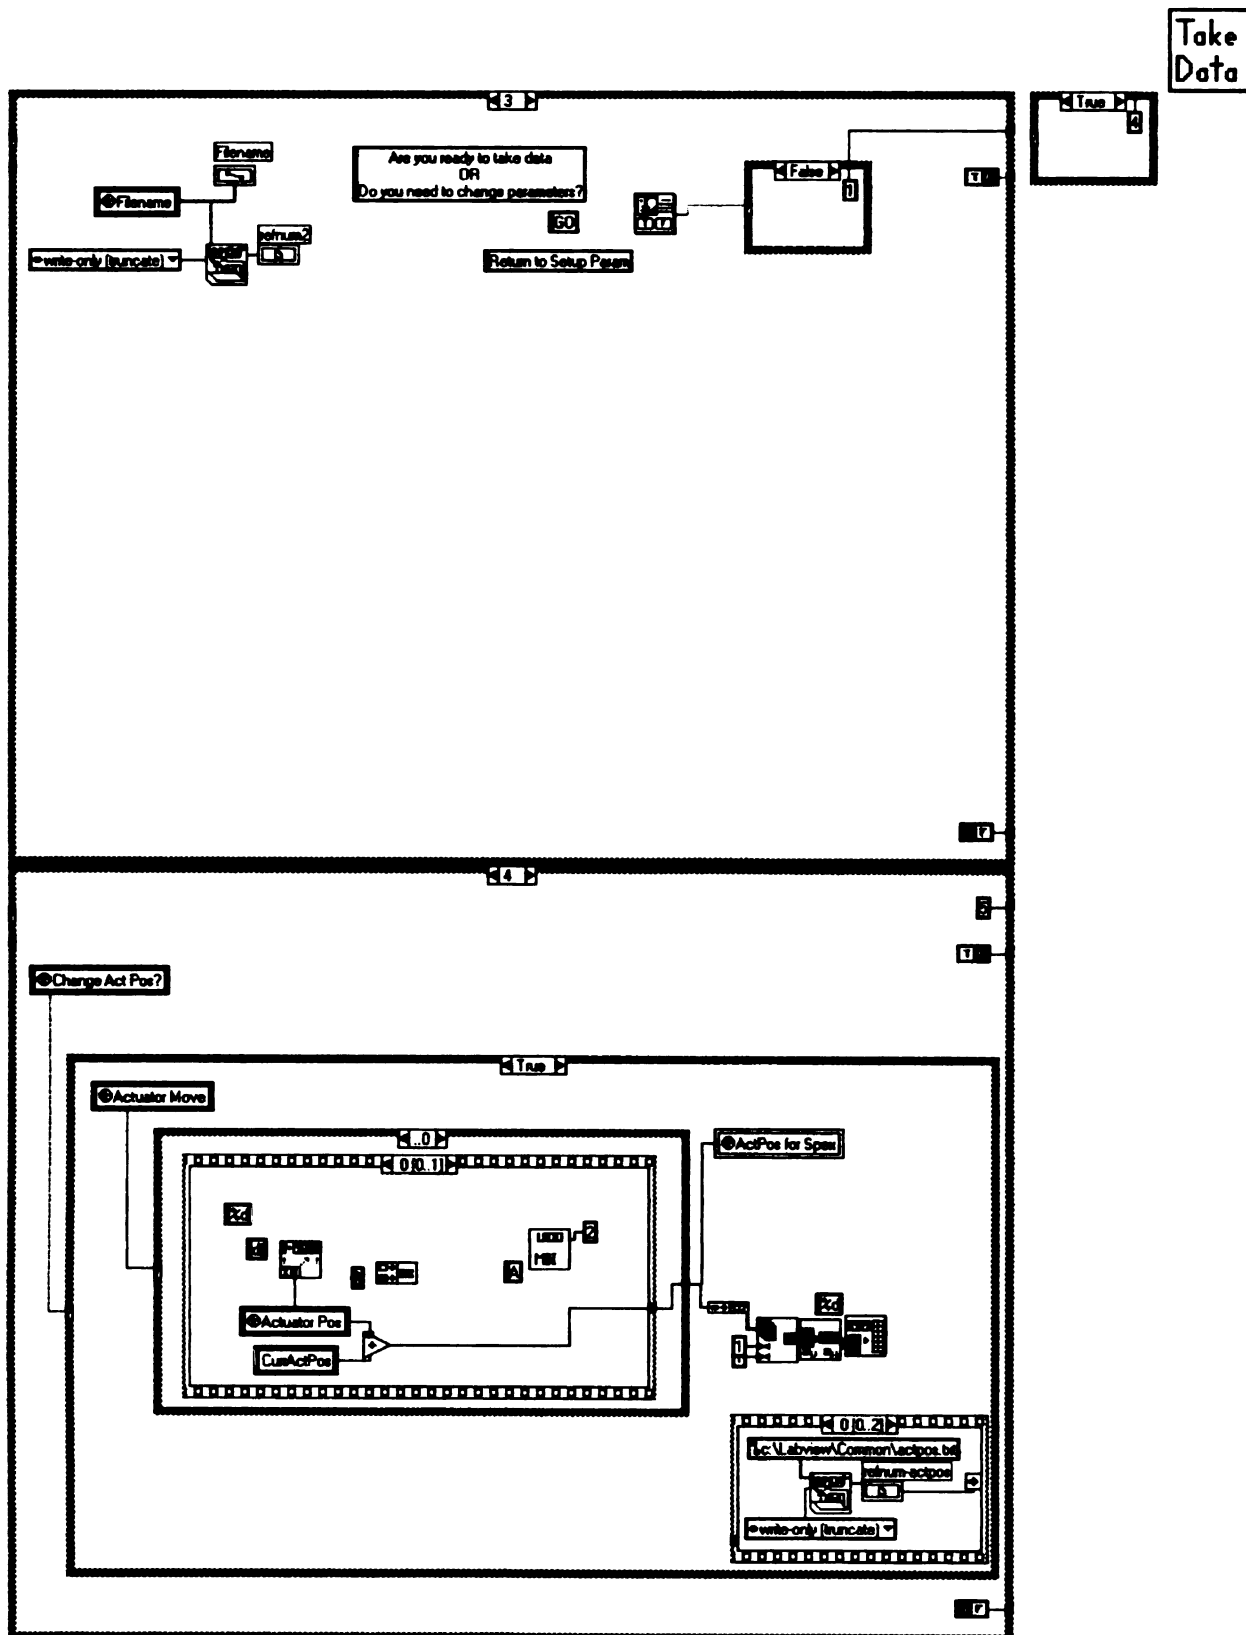 Take
Data
3
True
4
Filename
Are you ready to take data
OR
Do you need to change parameters?
False
1
Filename
GO
refnum2
write-only (truncate)
Return to Setup Param
T
F
4
5
T
Change Act Pos?
True
Actuator Move
..0
ActPos for Spex
0 [0..1]
%d
2
A
Actuator Pos
%d
CurrActPos
1
0 [0..2]
c:\Labview\Common\actpos.txt
refnum-actpos
write-only (truncate)
F